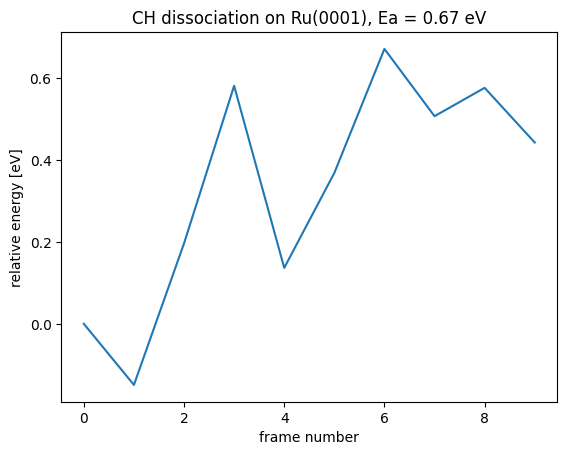 CH dissociation on Ru(0001), Ea = 0.67 eV
relative energy [eV]
0.6
0.4
0.2
0.0
0 2 4 6 8
frame number